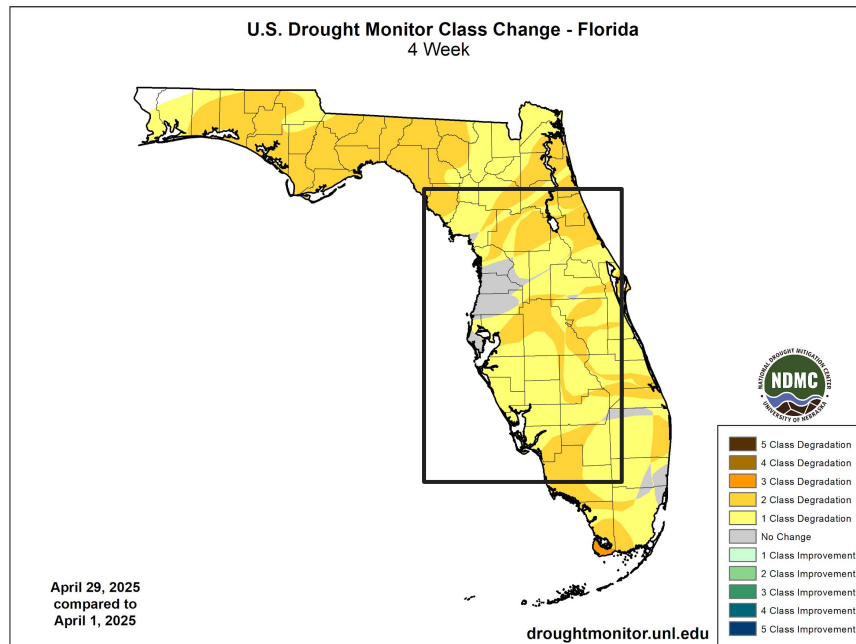 U.S. Drought Monitor Class Change - Florida
4 Week
NATIONAL DROUGHT MITIGATION CENTER
NDMC
UNIVERSITY OF NEBRASKA
5 Class Degradation
4 Class Degradation
3 Class Degradation
2 Class Degradation
1 Class Degradation
No Change
1 Class Improvement
2 Class Improvement
3 Class Improvement
4 Class Improvement
5 Class Improvement
April 29, 2025
compared to
April 1, 2025
droughtmonitor.unl.edu